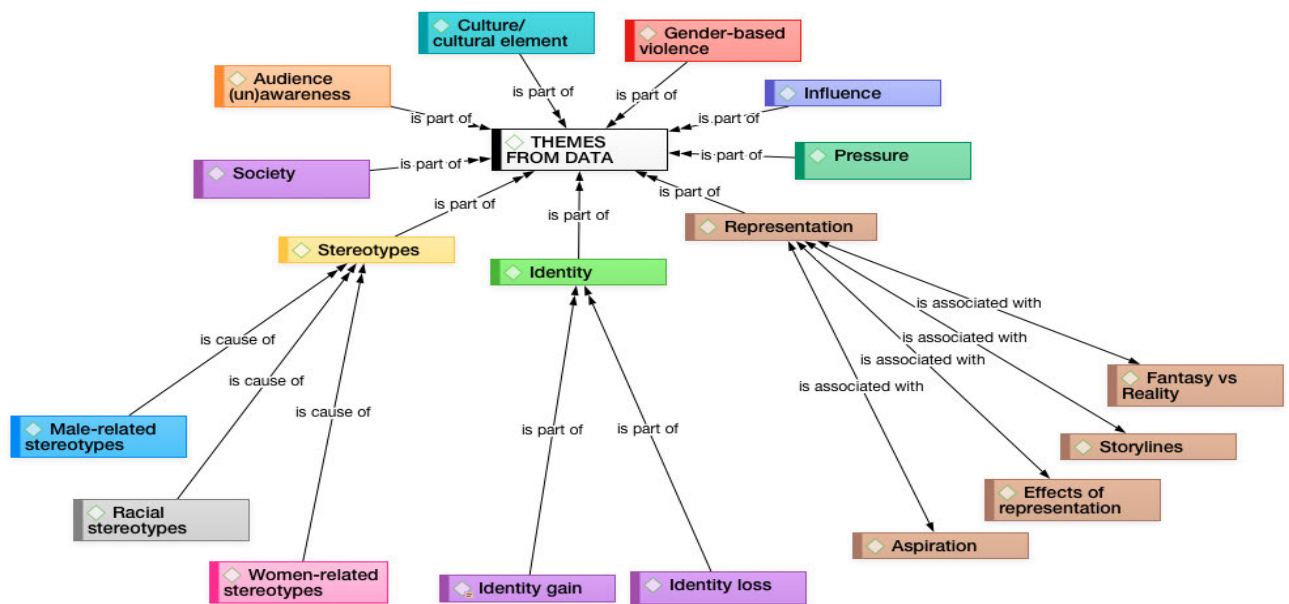 Culture/
cultural element
Gender-based
violence
Audience
(un)awareness
Influence
is part of
is part of
is part of
is part of
THEMES
FROM DATA
Society
is part of
is part of
Pressure
is part of
is part of
is part of
Stereotypes
Identity
Representation
is associated with
is cause of
is associated with
is associated with
is cause of
is associated with
is cause of
is part of
is part of
Fantasy vs
Reality
Male-related
stereotypes
Storylines
Racial
stereotypes
Effects of
representation
Aspiration
Women-related
stereotypes
Identity gain
Identity loss